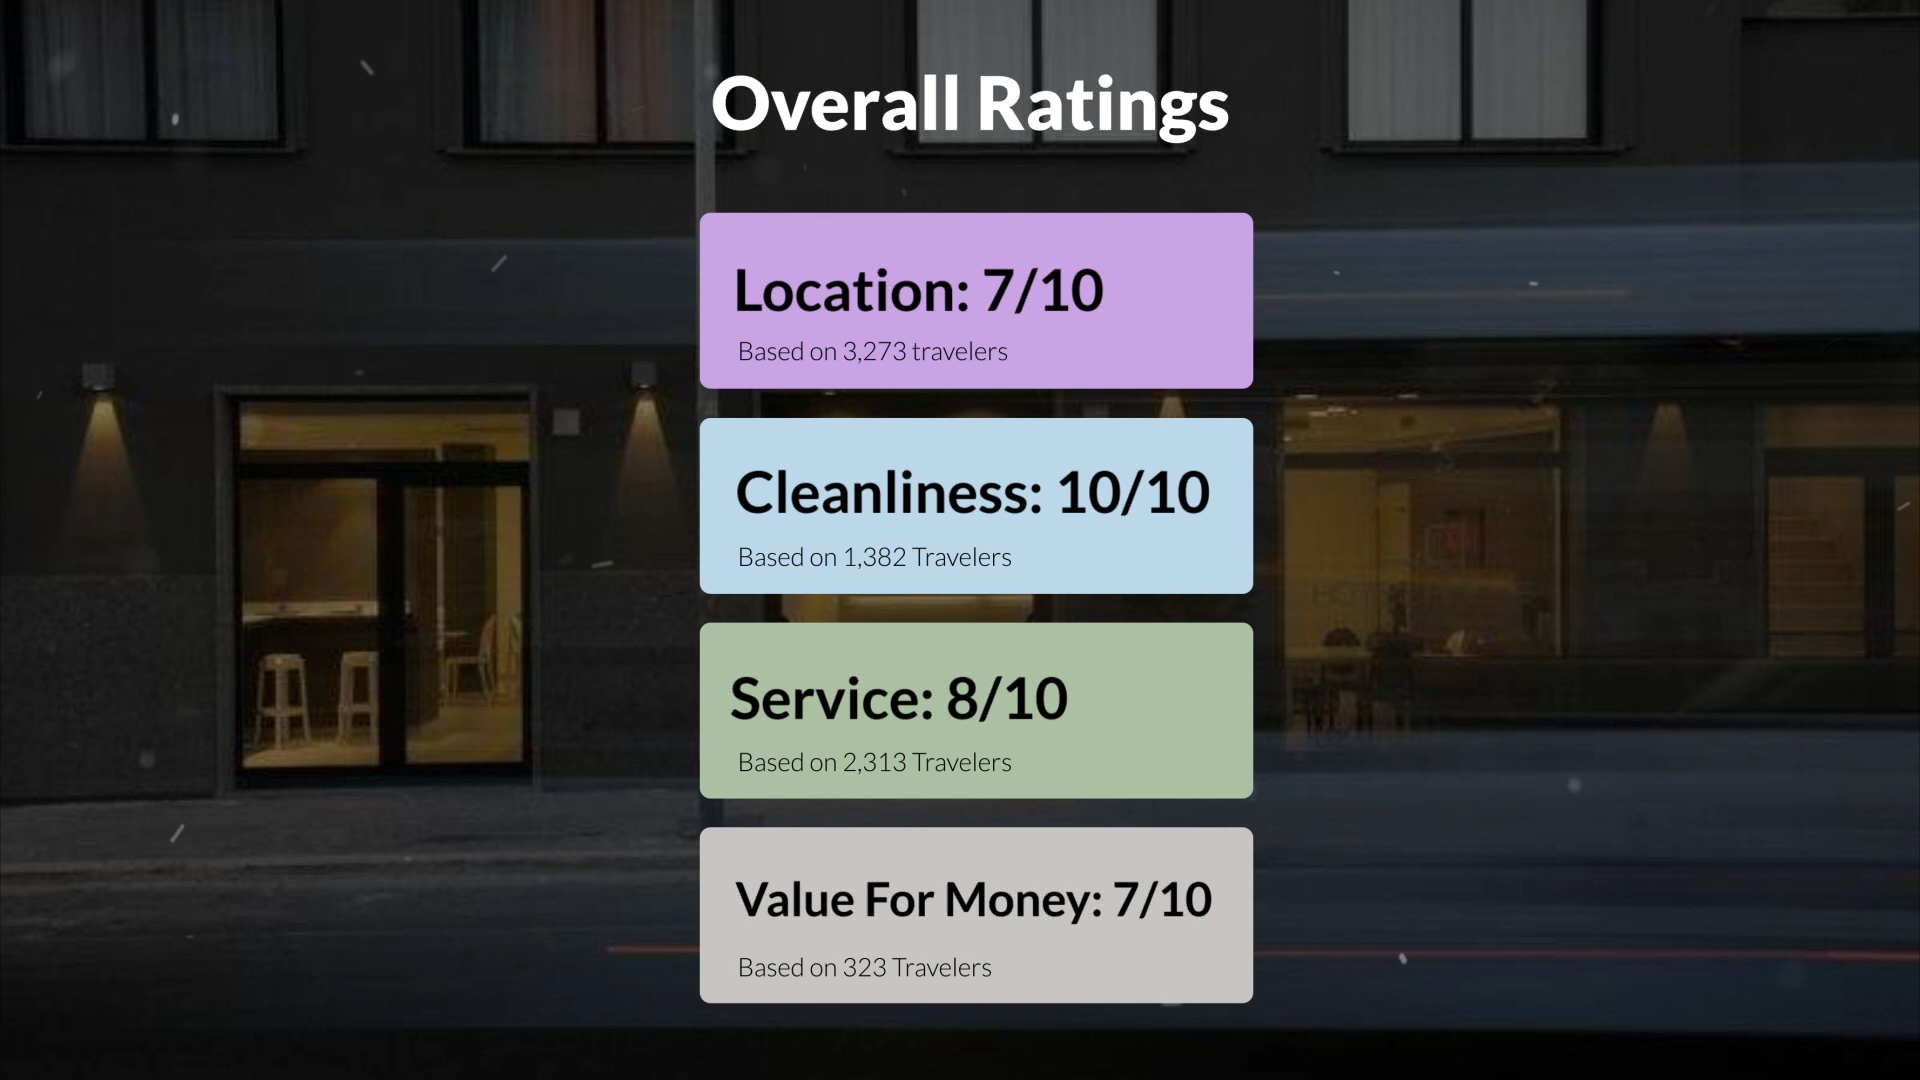 Overall Ratings
Location: 7/10
Based on 3,273 travelers
Cleanliness: 10/10
Based on 1,382 Travelers
Service: 8/10
Based on 2,313 Travelers
Value For Money: 7/10
Based on 323 Travelers